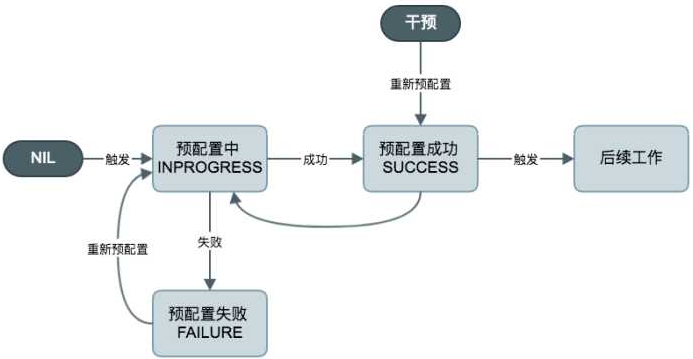 干预
重新预配置
NIL
触发
预配置中
INPROGRESS
成功
预配置成功
SUCCESS
触发
后续工作
重新预配置
失败
预配置失败
FAILURE